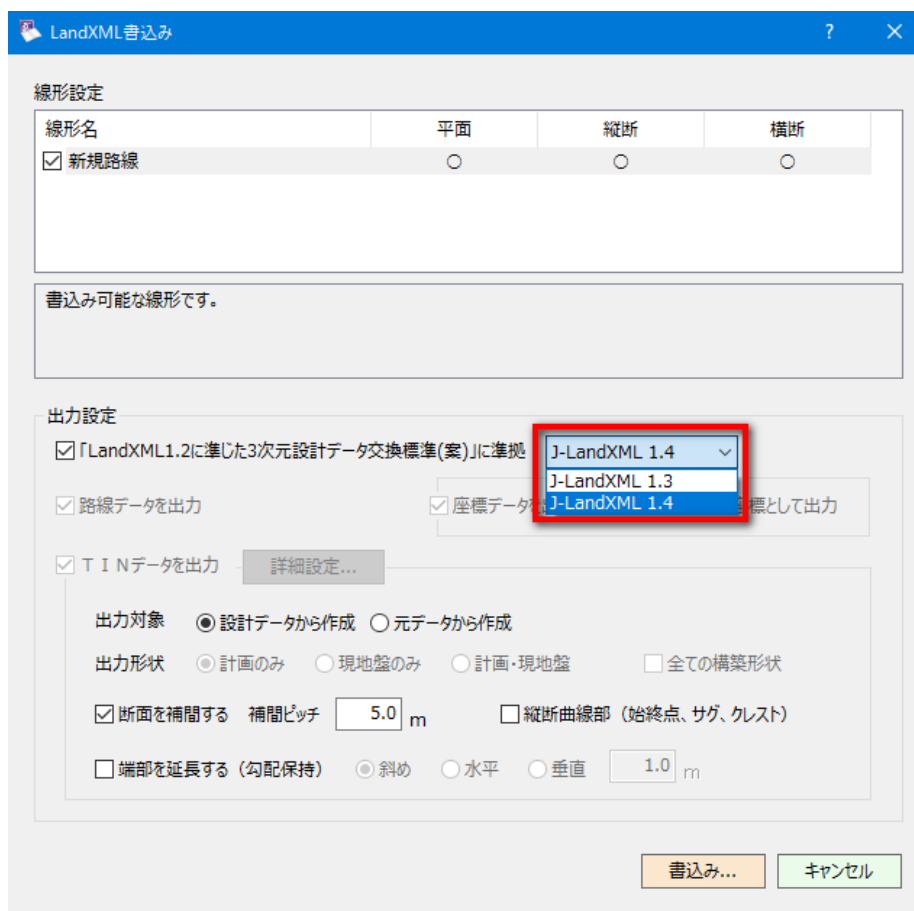 LandXML書込み ? ×
線形設定
線形名 平面 縦断 横断
新規路線 ○ ○ ○
書込み可能な線形です。
出力設定
「LandXML1.2に準じた3次元設計データ交換標準(案)」に準拠 J-LandXML 1.4
J-LandXML 1.3
路線データを出力 座標データを J-LandXML 1.4 標として出力
ＴＩＮデータを出力 詳細設定...
出力対象 設計データから作成 元データから作成
出力形状 計画のみ 現地盤のみ 計画・現地盤 全ての構築形状
断面を補間する 補間ピッチ 5.0 m 縦断曲線部（始終点、サグ、クレスト）
端部を延長する（勾配保持） 斜め 水平 垂直 1.0 m
書込み... キャンセル